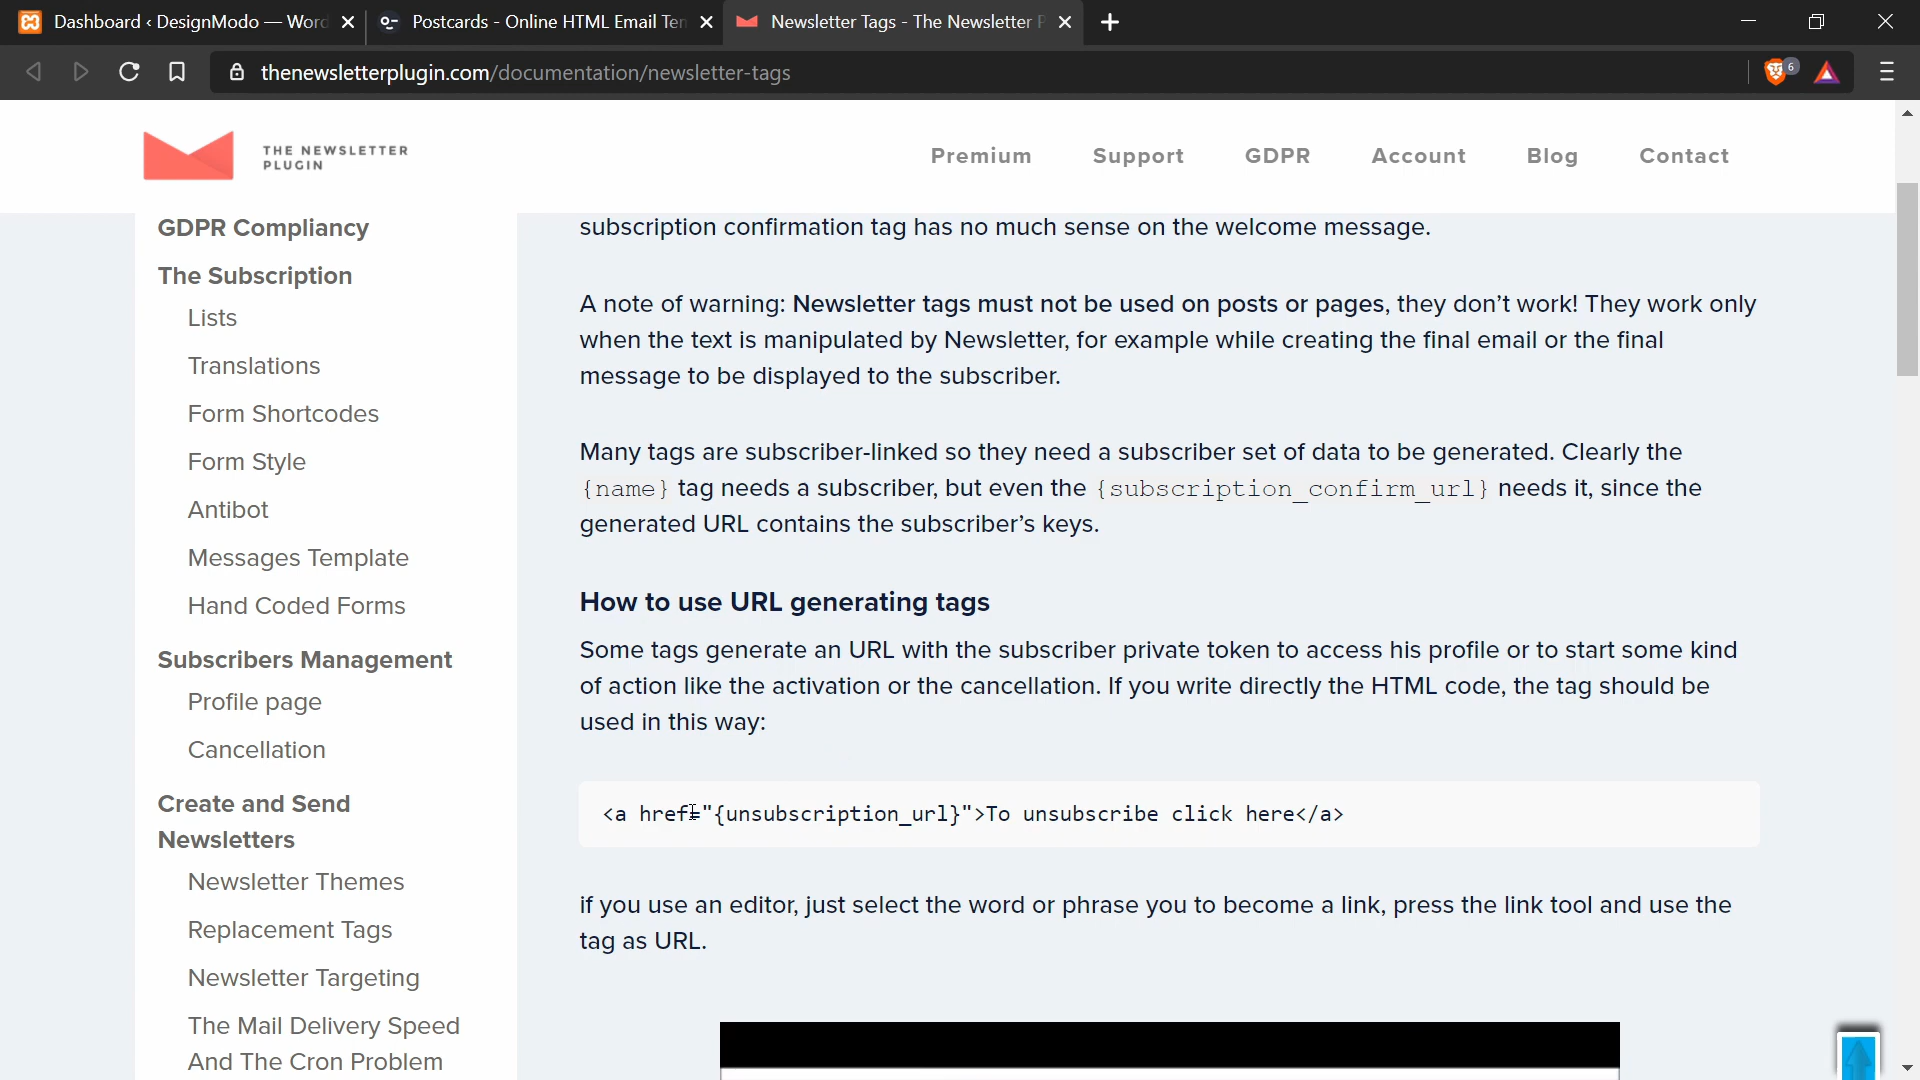 Dashboard ‹ DesignModo — Word
Postcards - Online HTML Email Ten
Newsletter Tags - The Newsletter P
thenewsletterplugin.com/documentation/newsletter-tags
6
THE NEWSLETTER
PLUGIN
Premium
Support
GDPR
Account
Blog
Contact
GDPR Compliancy
The Subscription
Lists
Translations
Form Shortcodes
Form Style
Antibot
Messages Template
Hand Coded Forms
Subscribers Management
Profile page
Cancellation
Create and Send
Newsletters
Newsletter Themes
Replacement Tags
Newsletter Targeting
The Mail Delivery Speed
And The Cron Problem
subscription confirmation tag has no much sense on the welcome message.
A note of warning: Newsletter tags must not be used on posts or pages, they don’t work! They work only
when the text is manipulated by Newsletter, for example while creating the final email or the final
message to be displayed to the subscriber.
Many tags are subscriber-linked so they need a subscriber set of data to be generated. Clearly the
{name} tag needs a subscriber, but even the {subscription_confirm_url} needs it, since the
generated URL contains the subscriber’s keys.
How to use URL generating tags
Some tags generate an URL with the subscriber private token to access his profile or to start some kind
of action like the activation or the cancellation. If you write directly the HTML code, the tag should be
used in this way:
<a href="{unsubscription_url}">To unsubscribe click here</a>
if you use an editor, just select the word or phrase you to become a link, press the link tool and use the
tag as URL.